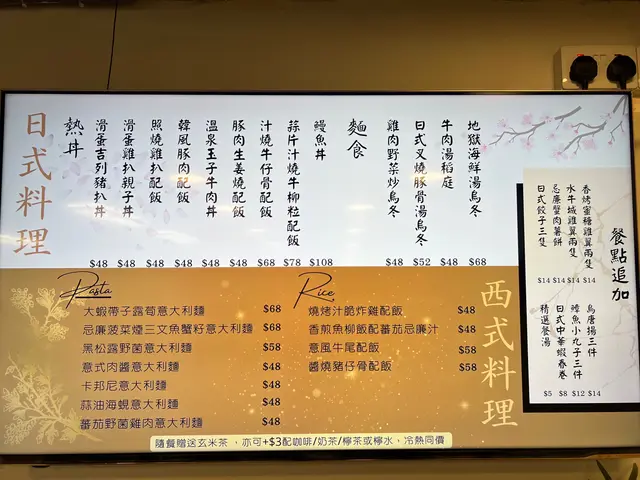 日式料理
熱丼
滑蛋吉列豬扒丼 $48
滑蛋雞扒親子丼 $48
照燒雞扒配飯 $48
韓風豚肉配飯 $48
溫泉玉子牛肉丼 $48
豚肉生姜燒配飯 $48
汁燒牛仔骨配飯 $68
蒜片汁燒牛柳粒配飯 $78
鰻魚丼 $108
麵食
雞肉野菜炒烏冬 $48
日式叉燒豚骨湯烏冬 $52
牛肉湯稻庭 $48
地獄海鮮湯烏冬 $68
餐點追加
香烤蜜糖雞翼兩隻 $14
水牛城雞翼兩隻 $14
忌廉蟹肉薯餅 $14
日式餃子三隻 $14
烏唐揚三件 $14
鱆魚小丸子三件 $12
日式中華蝦春卷 $8
精選餐湯 $5
Pasta
大蝦帶子露荀意大利麵 $68
忌廉菠菜煙三文魚蟹籽意大利麵 $68
黑松露野菌意大利麵 $58
意式肉醬意大利麵 $48
卡邦尼意大利麵 $48
蒜油海蜆意大利麵 $48
蕃茄野菌雞肉意大利麵 $48
Rice
燒烤汁脆炸雞配飯 $48
香煎魚柳飯配蕃茄忌廉汁 $48
意風牛尾配飯 $58
醬燒豬仔骨配飯 $58
西式料理
隨餐贈送玄米茶 ，亦可+$3配咖啡/奶茶/檸茶或檸水，冷熱同價